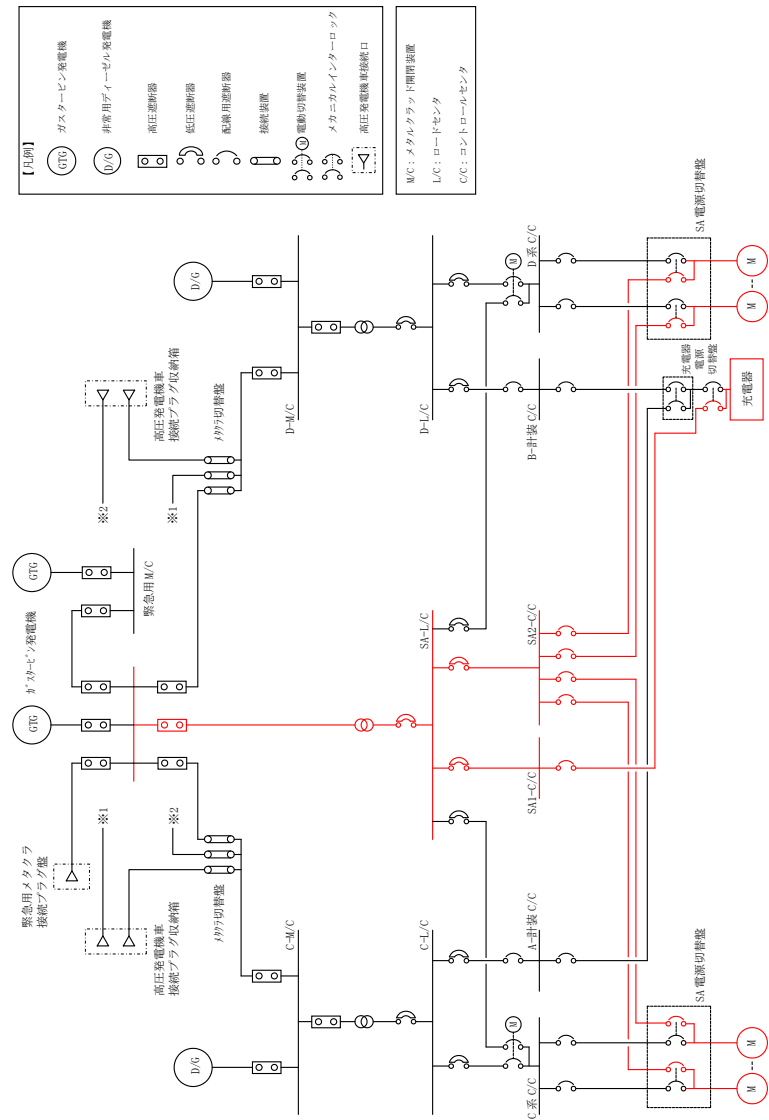 【凡例】
GTG
ガスタービン発電機
D/G
非常用ディーゼル発電機
高圧遮断器
低圧遮断器
配線用遮断器
接続装置
M
電動切替装置
メカニカルインターロック
高圧発電機車接続口
M/C：メタルクラッド開閉装置
L/C：ロードセンタ
C/C：コントロールセンタ
ガスタービン発電機
GTG
GTG
緊急用M/C
緊急用メタクラ
接続プラグ盤
※1
※2
高圧発電機車
接続プラグ収納箱
メタクラ切替盤
※2
※1
高圧発電機車
接続プラグ収納箱
メタクラ切替盤
D/G
D/G
C-M/C
D-M/C
C-L/C
SA-L/C
D-L/C
M
M
C系C/C
A-計装C/C
SA1-C/C
SA2-C/C
B-計装C/C
D系C/C
SA電源切替盤
充電器
電源
切替盤
SA電源切替盤
M
M
充電器
M
M